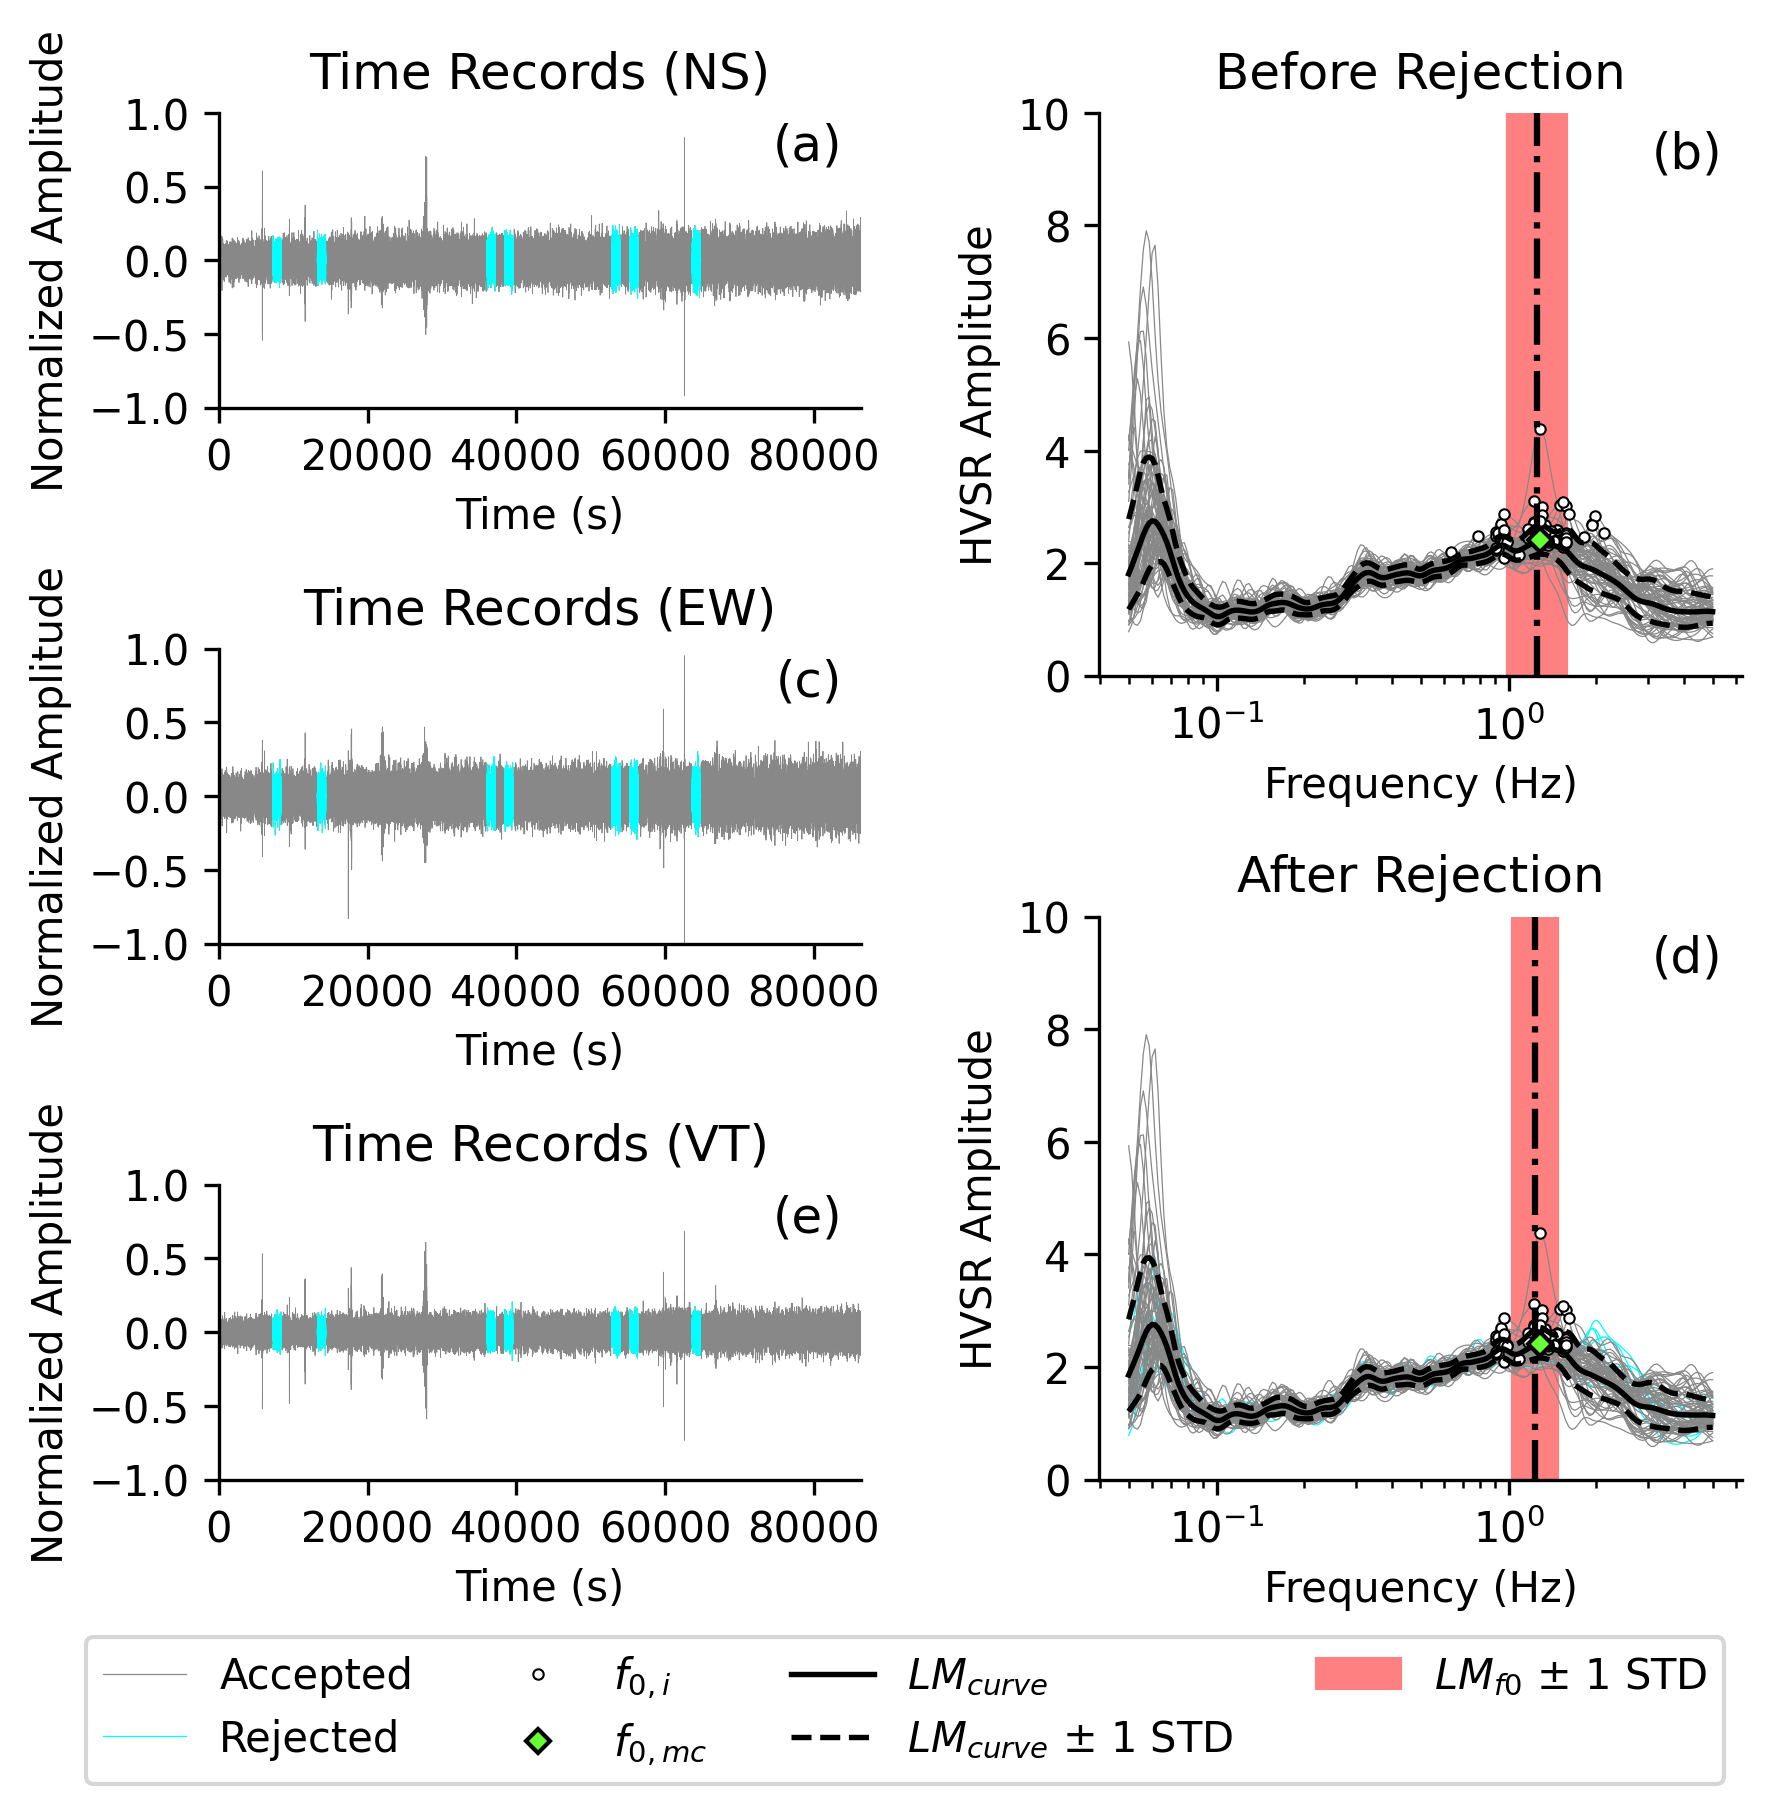 Time Records (NS)
(a)
Normalized Amplitude
1.0
0.5
0.0
−0.5
−1.0
0 20000 40000 60000 80000
Time (s)
Before Rejection
(b)
HVSR Amplitude
10
8
6
4
2
0
10⁻¹ 10⁰
Frequency (Hz)
Time Records (EW)
(c)
Normalized Amplitude
1.0
0.5
0.0
−0.5
−1.0
0 20000 40000 60000 80000
Time (s)
After Rejection
(d)
HVSR Amplitude
10
8
6
4
2
0
10⁻¹ 10⁰
Frequency (Hz)
Time Records (VT)
(e)
Normalized Amplitude
1.0
0.5
0.0
−0.5
−1.0
0 20000 40000 60000 80000
Time (s)
Accepted
Rejected
f0,i
f0,mc
LMcurve
LMcurve ± 1 STD
LMf0 ± 1 STD